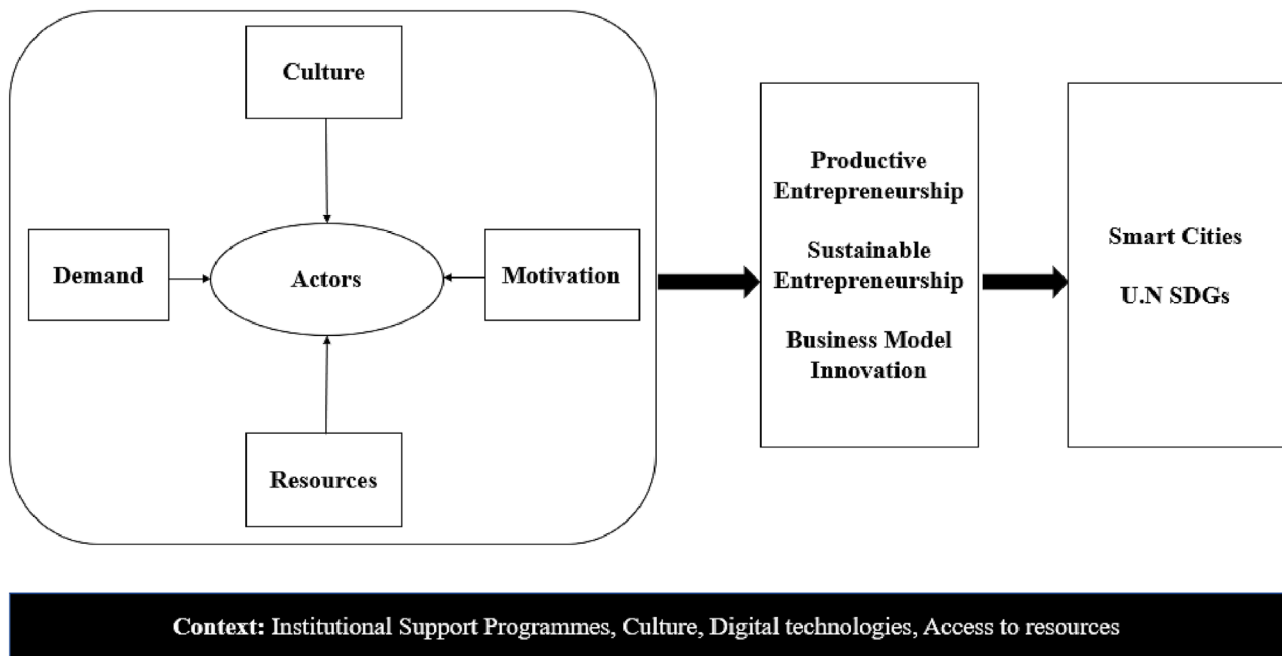 Culture
Demand
Actors
Motivation
Resources
Productive
Entrepreneurship
Sustainable
Entrepreneurship
Business Model
Innovation
Smart Cities
U.N SDGs
Context: Institutional Support Programmes, Culture, Digital technologies, Access to resources